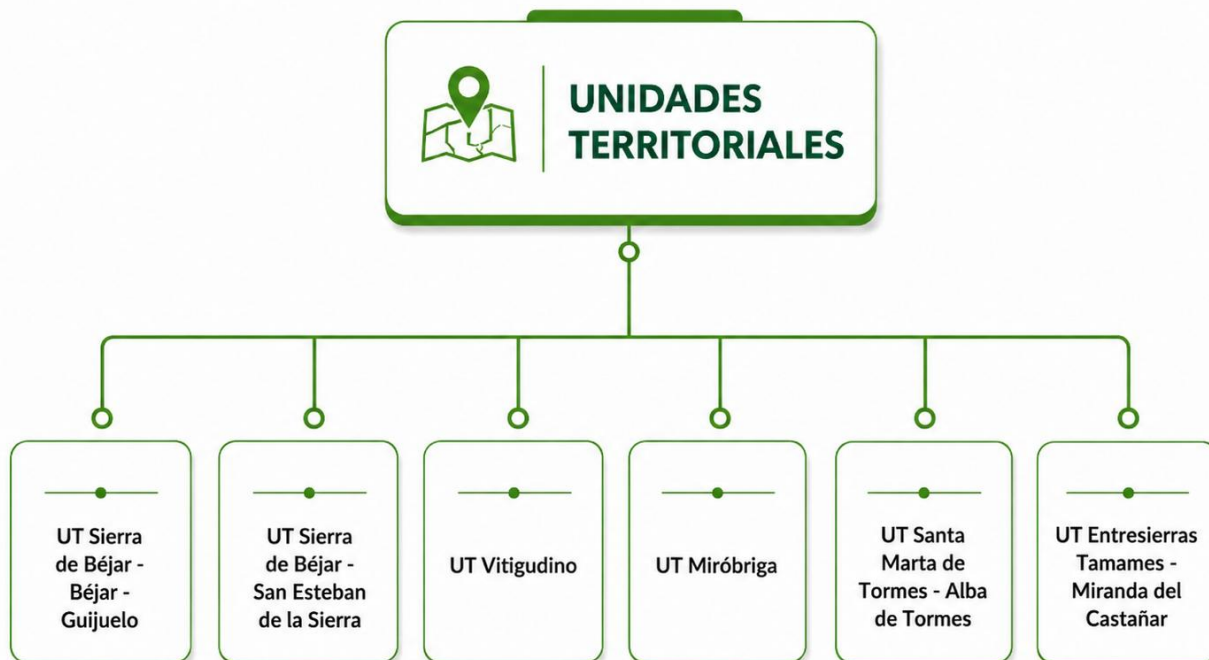 UNIDADES
TERRITORIALES
UT Sierra
de Béjar -
Béjar -
Guijuelo
UT Sierra
de Béjar -
San Esteban
de la Sierra
UT Vitigudino
UT Miróbriga
UT Santa
Marta de
Tormes - Alba
de Tormes
UT Entresierras
Tamames -
Miranda del
Castañar